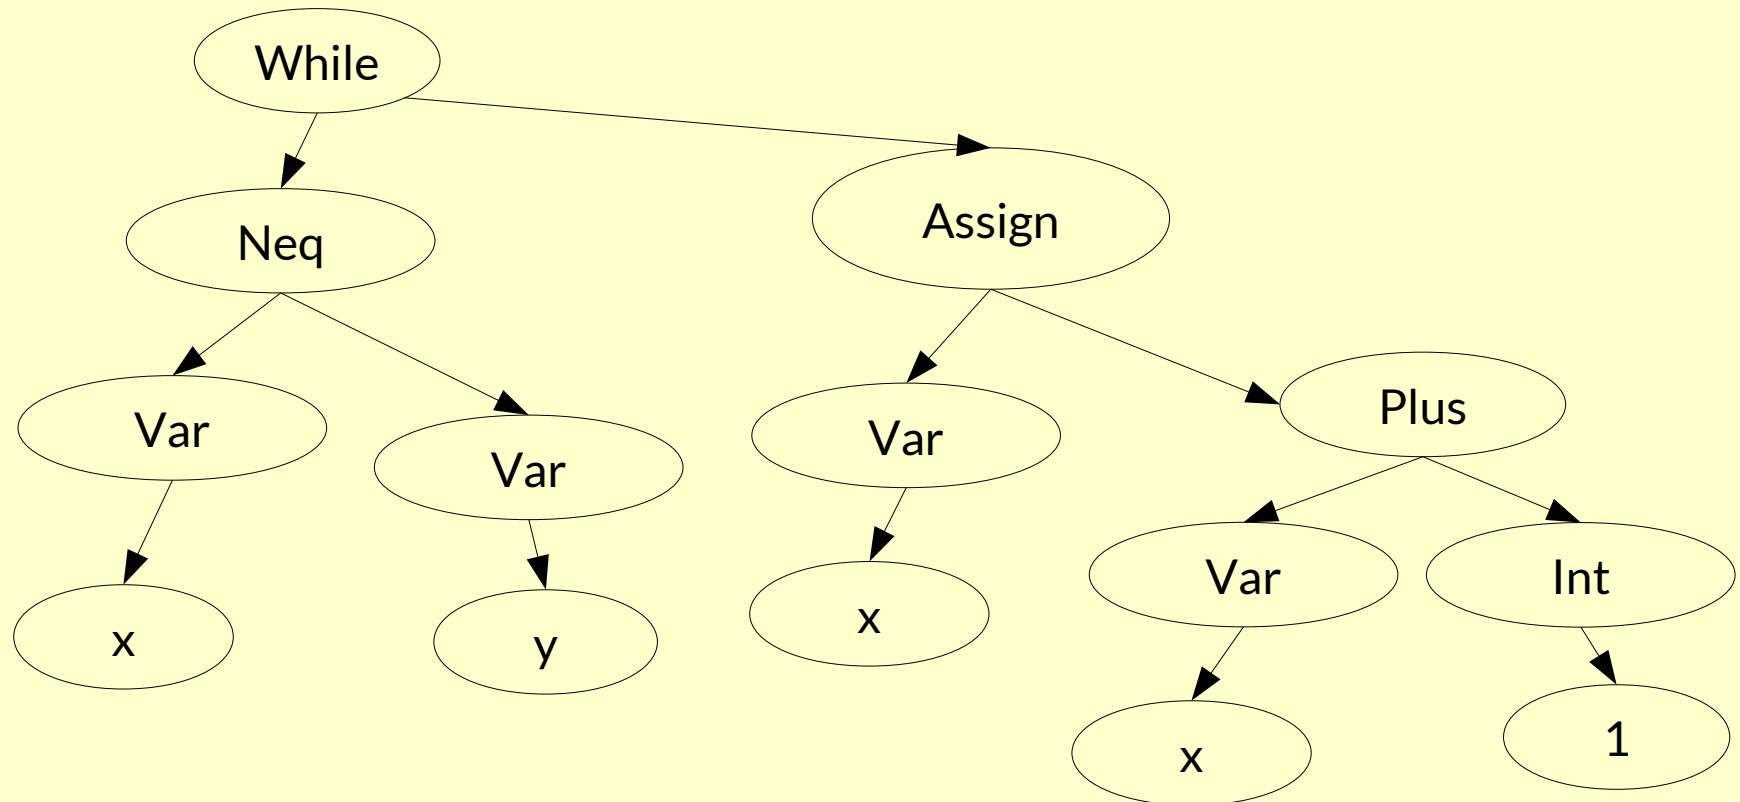 While
Neq
Assign
Var
Var
Var
Plus
x
y
x
Var
Int
x
1